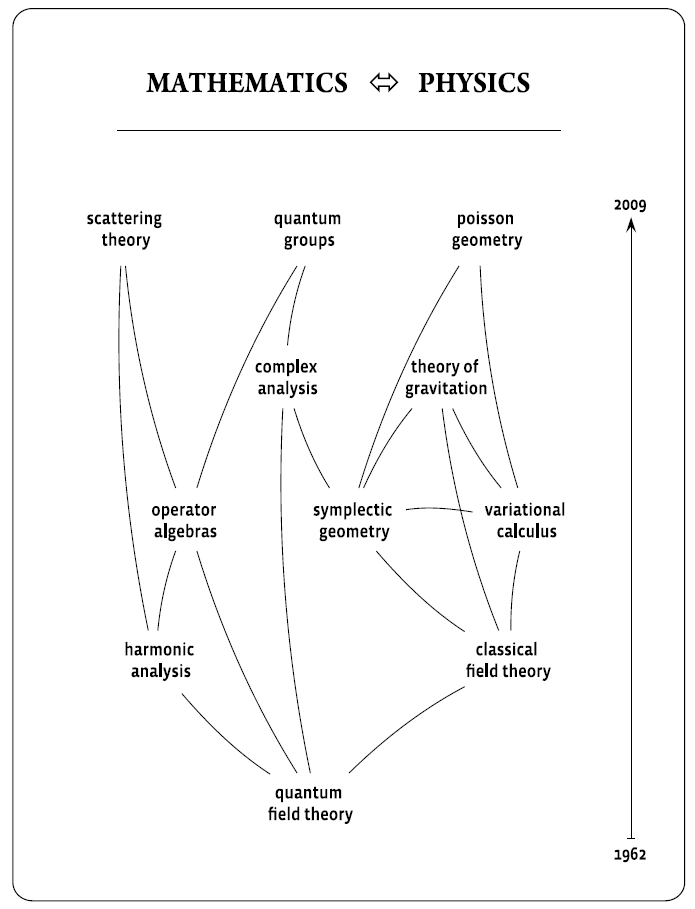 MATHEMATICS ⇔ PHYSICS
2009
scattering
theory
quantum
groups
poisson
geometry
complex
analysis
theory of
gravitation
operator
algebras
symplectic
geometry
variational
calculus
harmonic
analysis
classical
field theory
quantum
field theory
1962